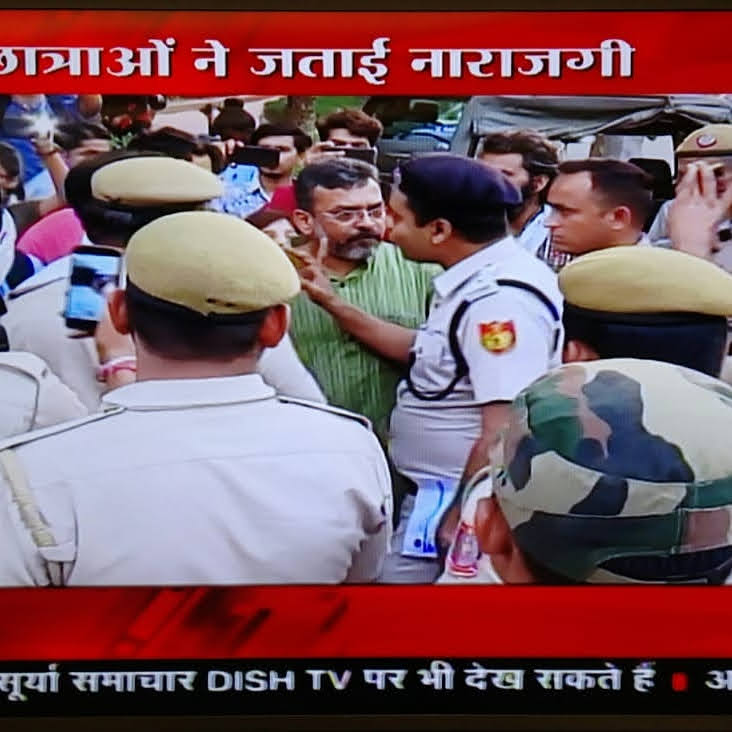 छात्राओं ने जताई नाराजगी
सूर्या समाचार DISH TV पर भी देख सकते हैं